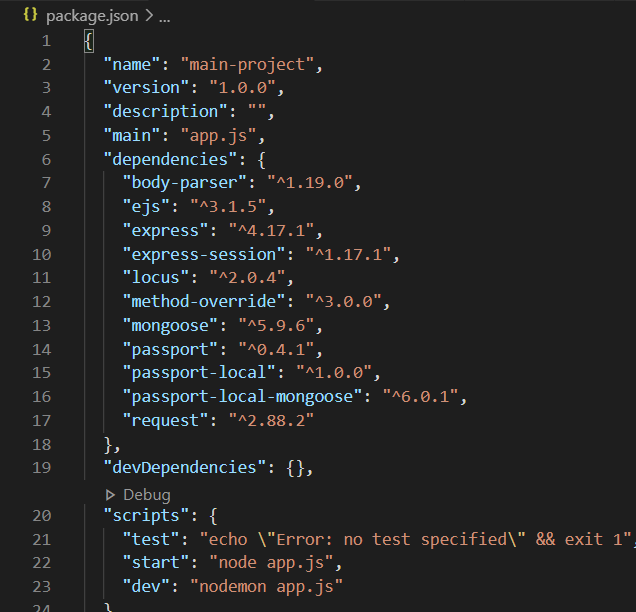 {} package.json > ...
1 {
2 "name": "main-project",
3 "version": "1.0.0",
4 "description": "",
5 "main": "app.js",
6 "dependencies": {
7 "body-parser": "^1.19.0",
8 "ejs": "^3.1.5",
9 "express": "^4.17.1",
10 "express-session": "^1.17.1",
11 "locus": "^2.0.4",
12 "method-override": "^3.0.0",
13 "mongoose": "^5.9.6",
14 "passport": "^0.4.1",
15 "passport-local": "^1.0.0",
16 "passport-local-mongoose": "^6.0.1",
17 "request": "^2.88.2"
18 },
19 "devDependencies": {},
Debug
20 "scripts": {
21 "test": "echo \"Error: no test specified\" && exit 1",
22 "start": "node app.js",
23 "dev": "nodemon app.js"
24 }